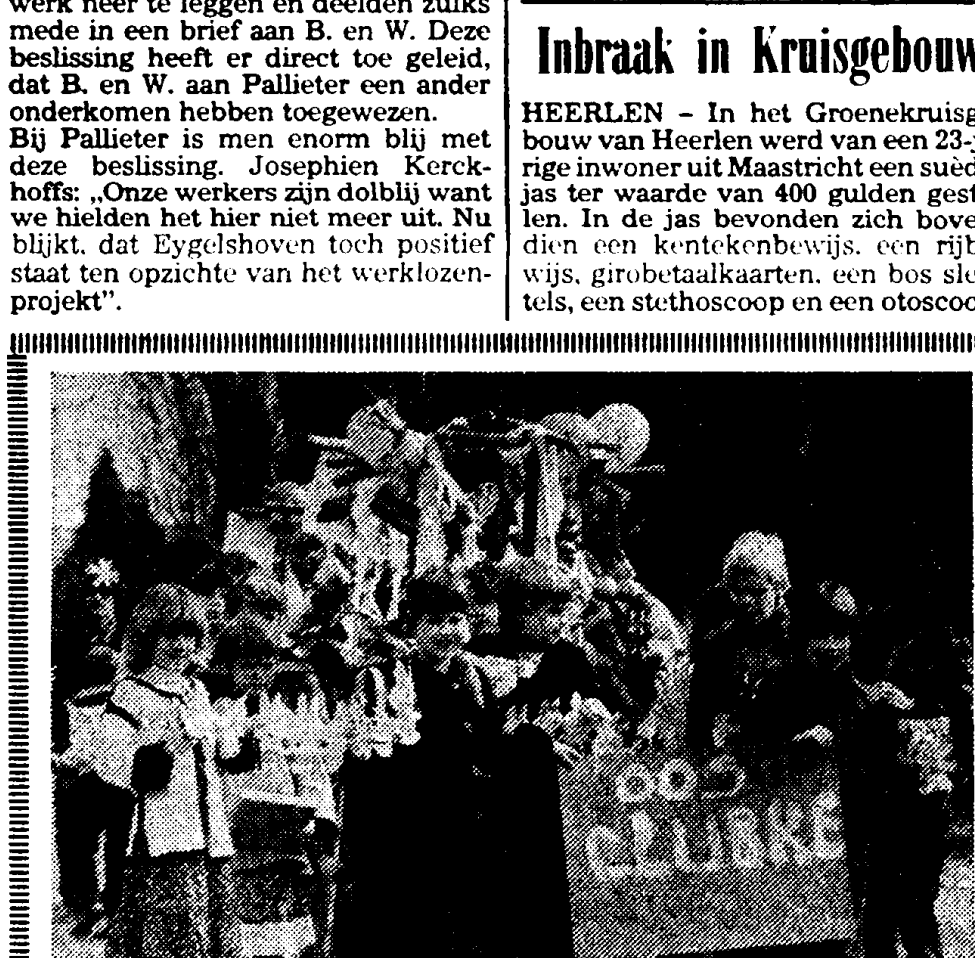 werk neer te leggen en deelden zulks
mede in een brief aan B. en W. Deze
beslissing heeft er direct toe geleid,
dat B. en W. aan Pallieter een ander
onderkomen hebben toegewezen.
Bij Pallieter is men enorm blij met
deze beslissing. Josephien Kerck-
hoffs: „Onze werkers zijn dolblij want
we hielden het hier niet meer uit. Nu
blijkt, dat Eygelshoven toch positief
staat ten opzichte van het werklozen-
projekt”.
Inbraak in Kruisgebouw
HEERLEN – In het Groenekruisg
bouw van Heerlen werd van een 23-j
rige inwoner uit Maastricht een suèd
jas ter waarde van 400 gulden gest
len. In de jas bevonden zich bove
dien een kentekenbewijs, een rijb
wijs, girobetaalkaarten, een bos sle
tels, een stethoscoop en een otoscoo
OOS
CLUBKE